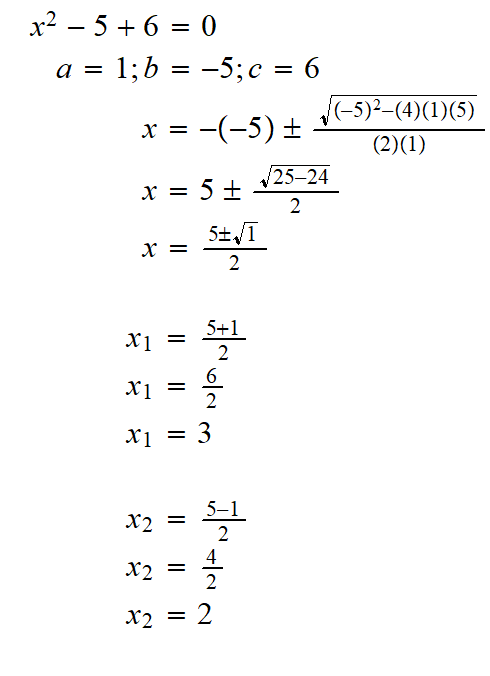 x² − 5 + 6 = 0
a = 1; b = −5; c = 6
x = −(−5) ± √((−5)²−(4)(1)(5)) / (2)(1)
x = 5 ± √(25−24) / 2
x = (5±√1) / 2
x₁ = (5+1) / 2
x₁ = 6 / 2
x₁ = 3
x₂ = (5−1) / 2
x₂ = 4 / 2
x₂ = 2